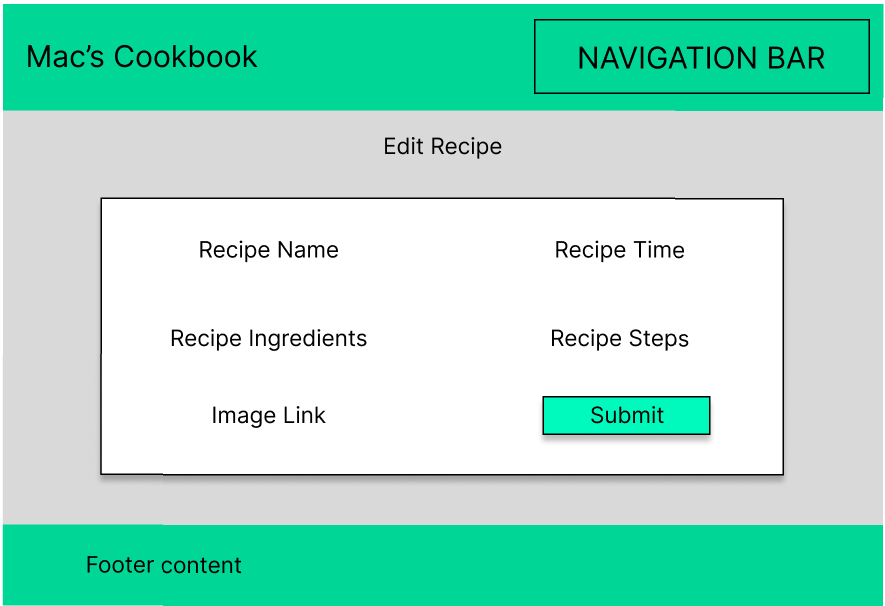 Mac’s Cookbook
NAVIGATION BAR
Edit Recipe
Recipe Name
Recipe Time
Recipe Ingredients
Recipe Steps
Image Link
Submit
Footer content